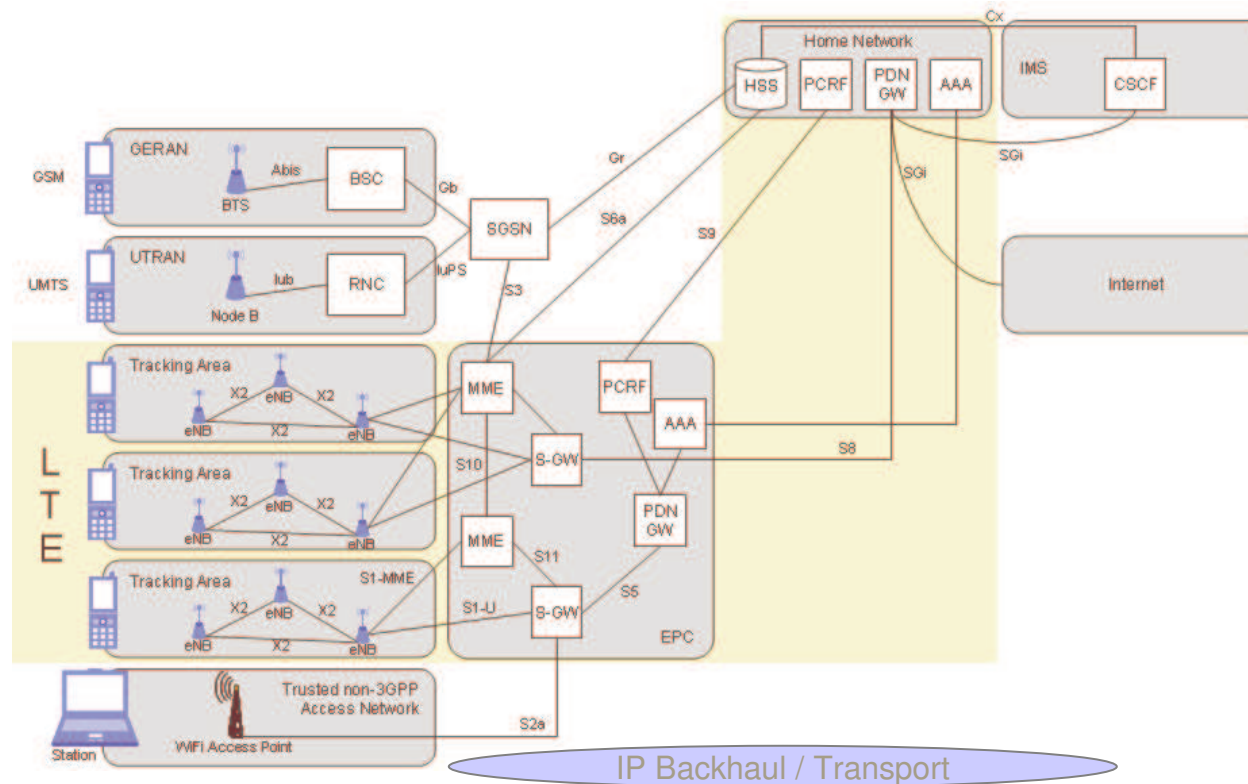 Cx
Home Network
HSS
PCRF
PDN
GW
AAA
IMS
CSCF
SGi
SGi
Internet
GSM
GERAN
BTS
Abis
BSC
Gb
SGSN
Gr
S6a
S9
UMTS
UTRAN
Node B
Iub
RNC
IuPS
S3
L
T
E
Tracking Area
X2
X2
X2
eNB
eNB
eNB
Tracking Area
X2
X2
X2
eNB
eNB
eNB
Tracking Area
X2
X2
X2
eNB
eNB
eNB
S1-MME
S1-U
MME
PCRF
AAA
S-GW
S10
S8
PDN
GW
MME
S11
S5
S-GW
EPC
Trusted non-3GPP
Access Network
Station
WiFi Access Point
S2a
IP Backhaul / Transport